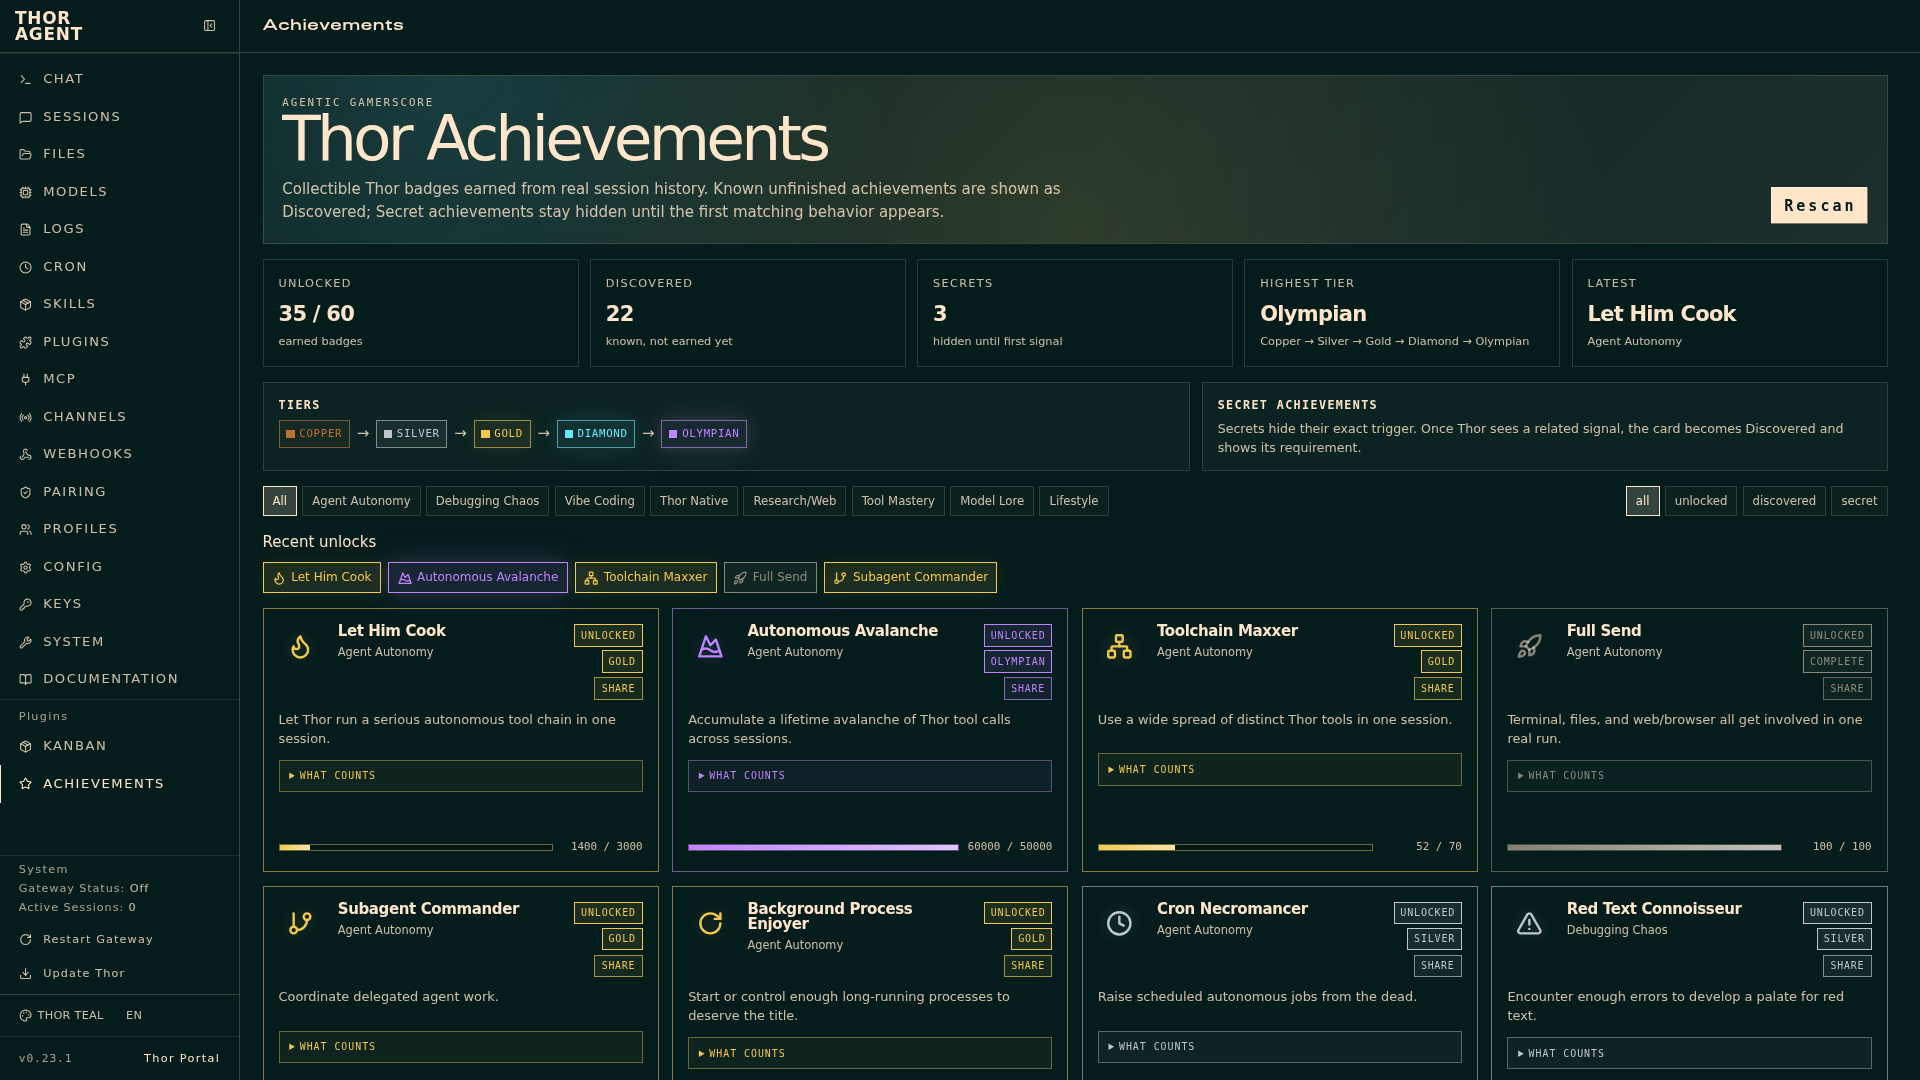 THOR
AGENT
Achievements
CHAT
SESSIONS
FILES
MODELS
LOGS
CRON
SKILLS
PLUGINS
MCP
CHANNELS
WEBHOOKS
PAIRING
PROFILES
CONFIG
KEYS
SYSTEM
DOCUMENTATION
Plugins
KANBAN
ACHIEVEMENTS
System
Gateway Status: Off
Active Sessions: 0
Restart Gateway
Update Thor
THOR TEAL EN
v0.23.1 Thor Portal
AGENTIC GAMERSCORE
Thor Achievements
Collectible Thor badges earned from real session history. Known unfinished achievements are shown as
Discovered; Secret achievements stay hidden until the first matching behavior appears.
Rescan
UNLOCKED
35 / 60
earned badges
DISCOVERED
22
known, not earned yet
SECRETS
3
hidden until first signal
HIGHEST TIER
Olympian
Copper → Silver → Gold → Diamond → Olympian
LATEST
Let Him Cook
Agent Autonomy
TIERS
COPPER → SILVER → GOLD → DIAMOND → OLYMPIAN
SECRET ACHIEVEMENTS
Secrets hide their exact trigger. Once Thor sees a related signal, the card becomes Discovered and
shows its requirement.
All Agent Autonomy Debugging Chaos Vibe Coding Thor Native Research/Web Tool Mastery Model Lore Lifestyle
all unlocked discovered secret
Recent unlocks
Let Him Cook Autonomous Avalanche Toolchain Maxxer Full Send Subagent Commander
Let Him Cook
Agent Autonomy
UNLOCKED
GOLD
SHARE
Let Thor run a serious autonomous tool chain in one
session.
WHAT COUNTS
1400 / 3000
Autonomous Avalanche
Agent Autonomy
UNLOCKED
OLYMPIAN
SHARE
Accumulate a lifetime avalanche of Thor tool calls
across sessions.
WHAT COUNTS
60000 / 50000
Toolchain Maxxer
Agent Autonomy
UNLOCKED
GOLD
SHARE
Use a wide spread of distinct Thor tools in one session.
WHAT COUNTS
52 / 70
Full Send
Agent Autonomy
UNLOCKED
COMPLETE
SHARE
Terminal, files, and web/browser all get involved in one
real run.
WHAT COUNTS
100 / 100
Subagent Commander
Agent Autonomy
UNLOCKED
GOLD
SHARE
Coordinate delegated agent work.
WHAT COUNTS
Background Process
Enjoyer
Agent Autonomy
UNLOCKED
GOLD
SHARE
Start or control enough long-running processes to
deserve the title.
WHAT COUNTS
Cron Necromancer
Agent Autonomy
UNLOCKED
SILVER
SHARE
Raise scheduled autonomous jobs from the dead.
WHAT COUNTS
Red Text Connoisseur
Debugging Chaos
UNLOCKED
SILVER
SHARE
Encounter enough errors to develop a palate for red
text.
WHAT COUNTS